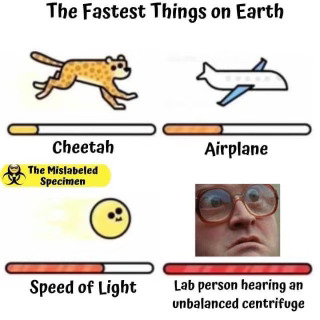 The Fastest Things on Earth
Cheetah
Airplane
The Mislabeled
Specimen
Speed of Light
Lab person hearing an
unbalanced centrifuge